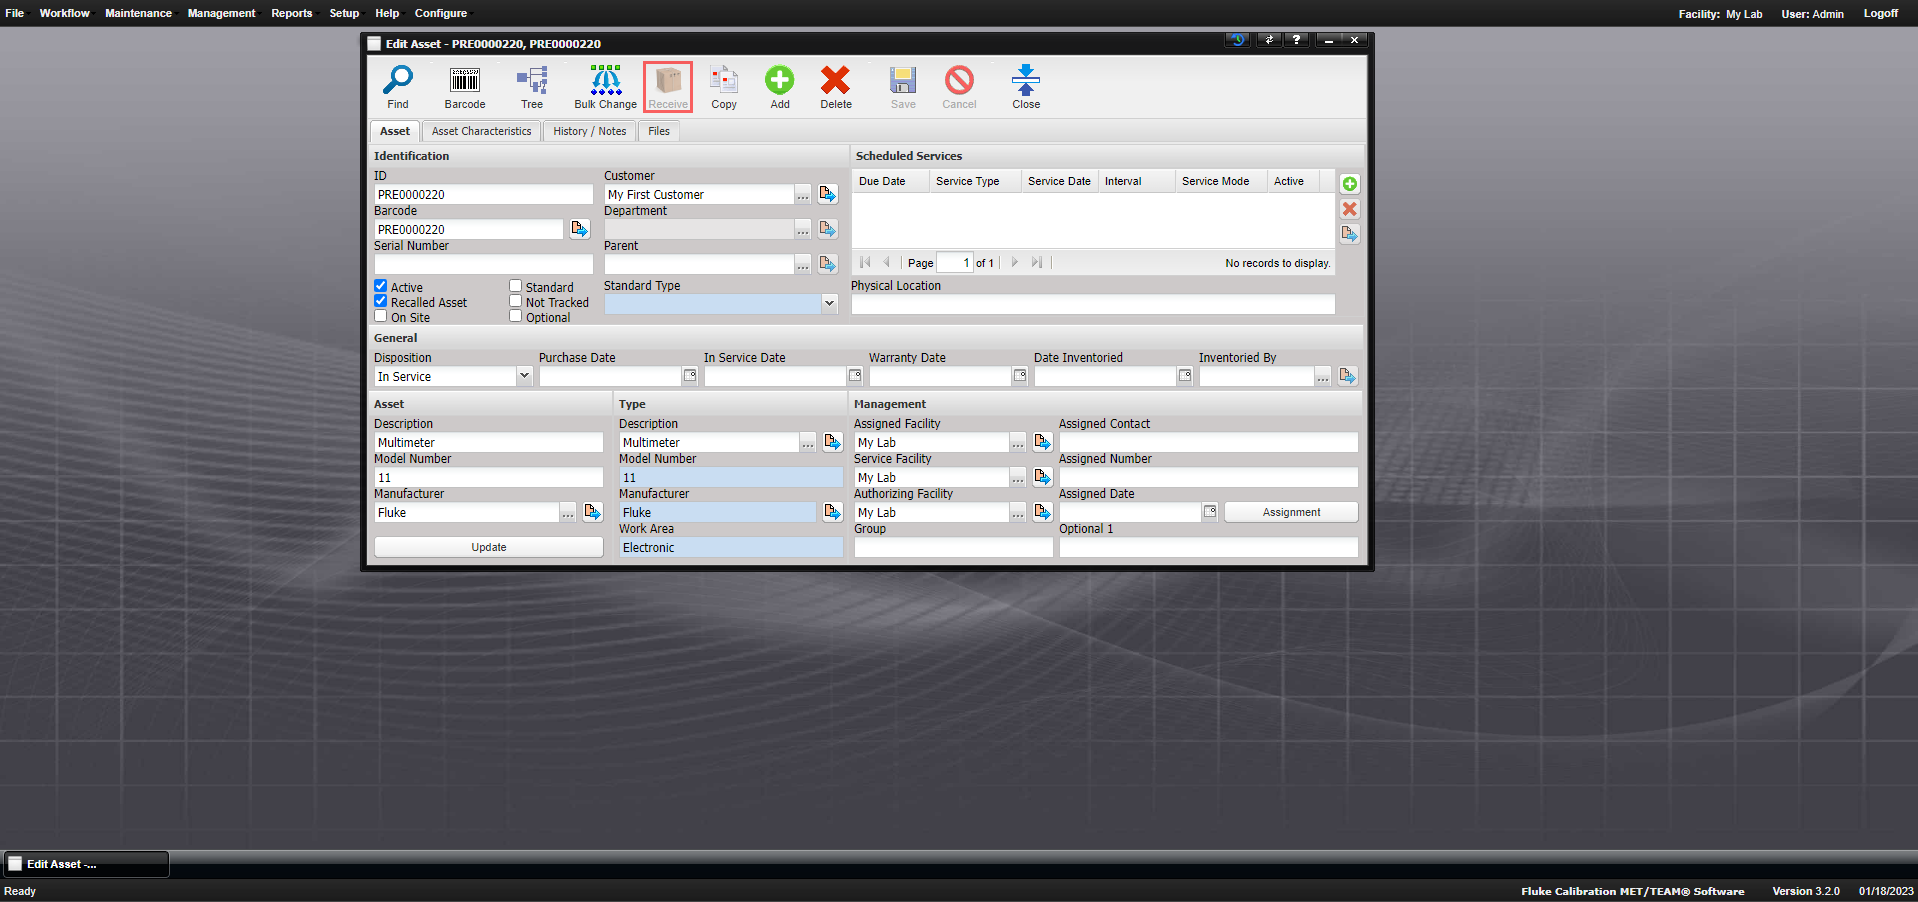 File Workflow Maintenance Management Reports Setup Help Configure Facility: My Lab User: Admin Logoff
Edit Asset - PRE0000220, PRE0000220
Find Barcode Tree Bulk Change Receive Copy Add Delete Save Cancel Close
Asset Asset Characteristics History / Notes Files
Identification
ID
PRE0000220
Customer
My First Customer ...
Barcode
PRE0000220
Department
...
Serial Number
Parent
...
Active
Recalled Asset
On Site
Standard
Not Tracked
Optional
Standard Type
Scheduled Services
Due Date Service Type Service Date Interval Service Mode Active
Page 1 of 1 No records to display.
Physical Location
General
Disposition Purchase Date In Service Date Warranty Date Date Inventoried Inventoried By
In Service ...
Asset
Description
Multimeter
Model Number
11
Manufacturer
Fluke ...
Update
Type
Description
Multimeter ...
Model Number
11
Manufacturer
Fluke
Work Area
Electronic
Management
Assigned Facility
My Lab ...
Service Facility
My Lab ...
Authorizing Facility
My Lab ...
Group
Assigned Contact
Assigned Number
Assigned Date
Assignment
Optional 1
Edit Asset -...
Ready Fluke Calibration MET/TEAM® Software Version 3.2.0 01/18/2023